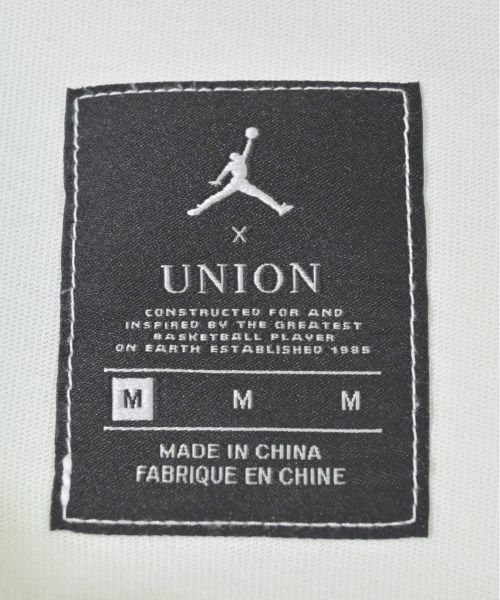 X
UNION
CONSTRUCTED FOR AND
INSPIRED BY THE GREATEST
BASKETBALL PLAYER
ON EARTH ESTABLISHED 1985
M M M
MADE IN CHINA
FABRIQUE EN CHINE